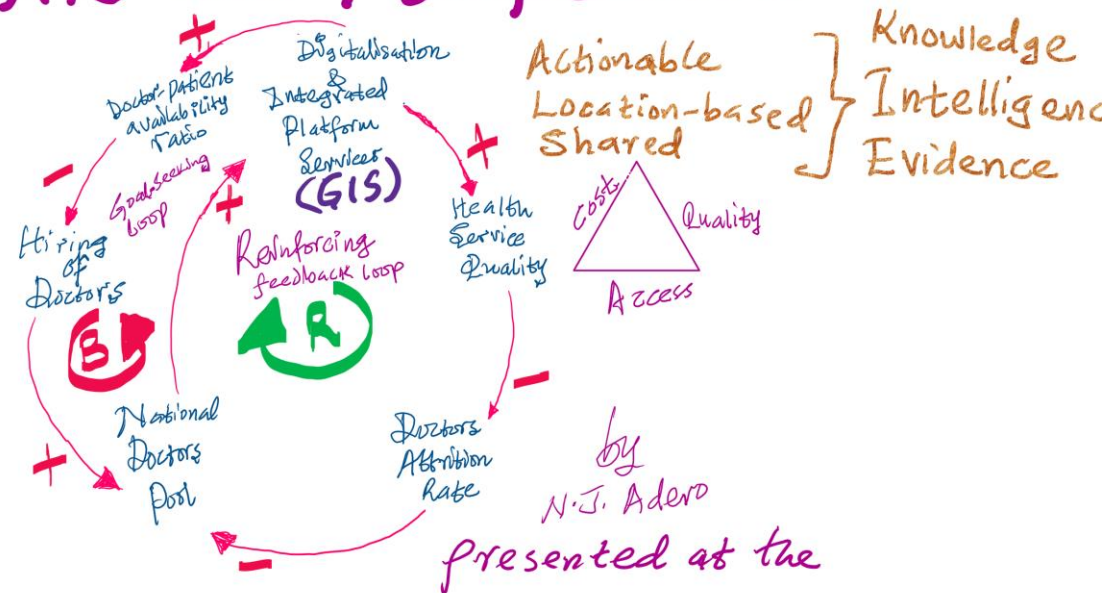 +
Doctor-Patient
availability
ratio
-
Goal-seeking
loop
Hiring
of
Doctors
B
+
National
Doctors
Pool
+
Digitalisation
&
Integrated
Platform
Services
(GIS)
+
Reinforcing
feedback loop
R
Health
Service
Quality
-
Doctors
Attrition
Rate
-
Actionable
Location-based
Shared
Knowledge
Evidence
Cost
Quality
Access
by
N.J. Adero
presented at the